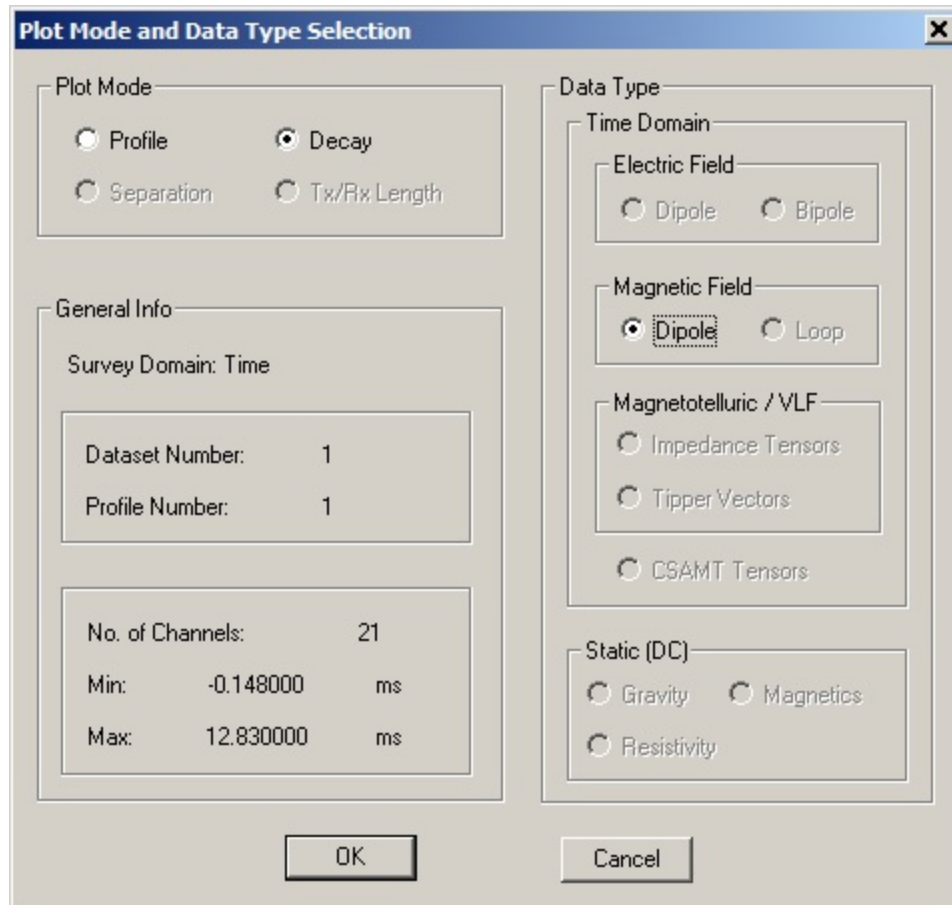 Plot Mode and Data Type Selection
Plot Mode
Profile
Decay
Separation
Tx/Rx Length
General Info
Survey Domain: Time
Dataset Number: 1
Profile Number: 1
No. of Channels: 21
Min: -0.148000 ms
Max: 12.830000 ms
Data Type
Time Domain
Electric Field
Dipole
Bipole
Magnetic Field
Dipole
Loop
Magnetotelluric / VLF
Impedance Tensors
Tipper Vectors
CSAMT Tensors
Static (DC)
Gravity
Magnetics
Resistivity
OK
Cancel